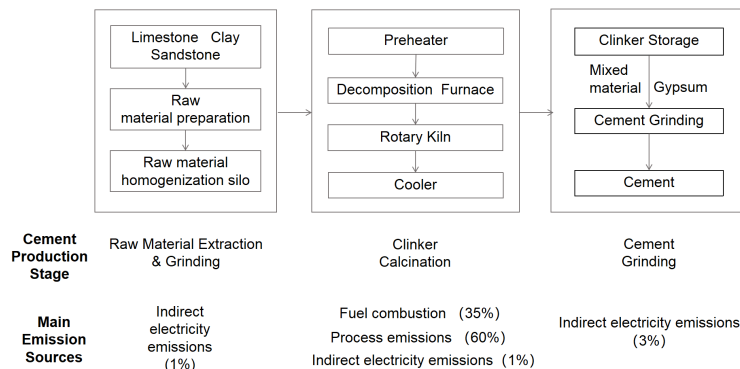 Limestone Clay
Sandstone
Raw
material preparation
Raw material
homogenization silo
Preheater
Decomposition Furnace
Rotary Kiln
Cooler
Clinker Storage
Mixed
material
Gypsum
Cement Grinding
Cement
Cement
Production
Stage
Raw Material Extraction
& Grinding
Clinker
Calcination
Cement
Grinding
Main
Emission
Sources
Indirect
electricity
emissions
(1%)
Fuel combustion (35%)
Process emissions (60%)
Indirect electricity emissions (1%)
Indirect electricity emissions
(3%)